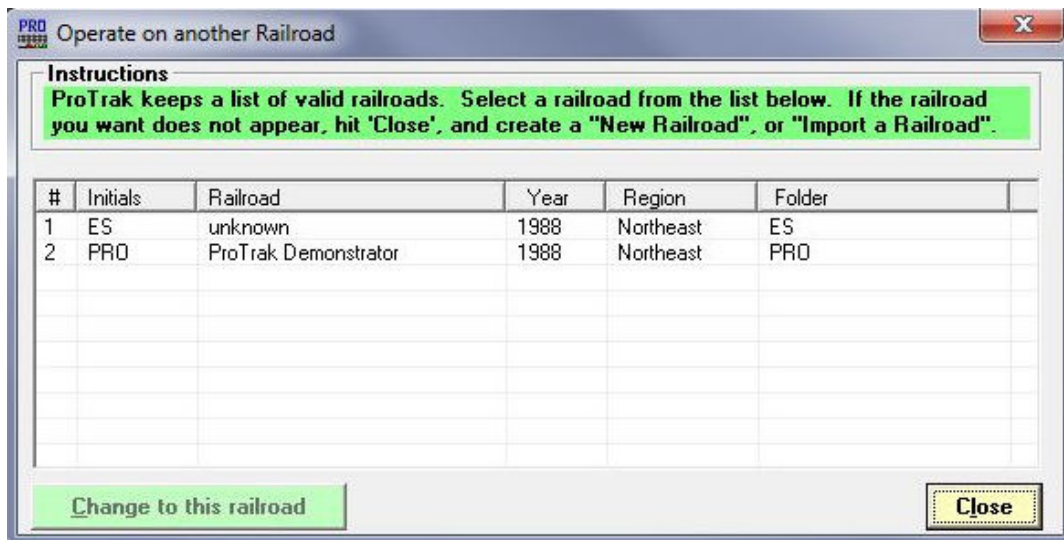 PRO Operate on another Railroad
X
Instructions
ProTrak keeps a list of valid railroads. Select a railroad from the list below. If the railroad
you want does not appear, hit 'Close', and create a "New Railroad", or "Import a Railroad".
# Initials Railroad Year Region Folder
1 ES unknown 1988 Northeast ES
2 PRO ProTrak Demonstrator 1988 Northeast PRO
Change to this railroad Close